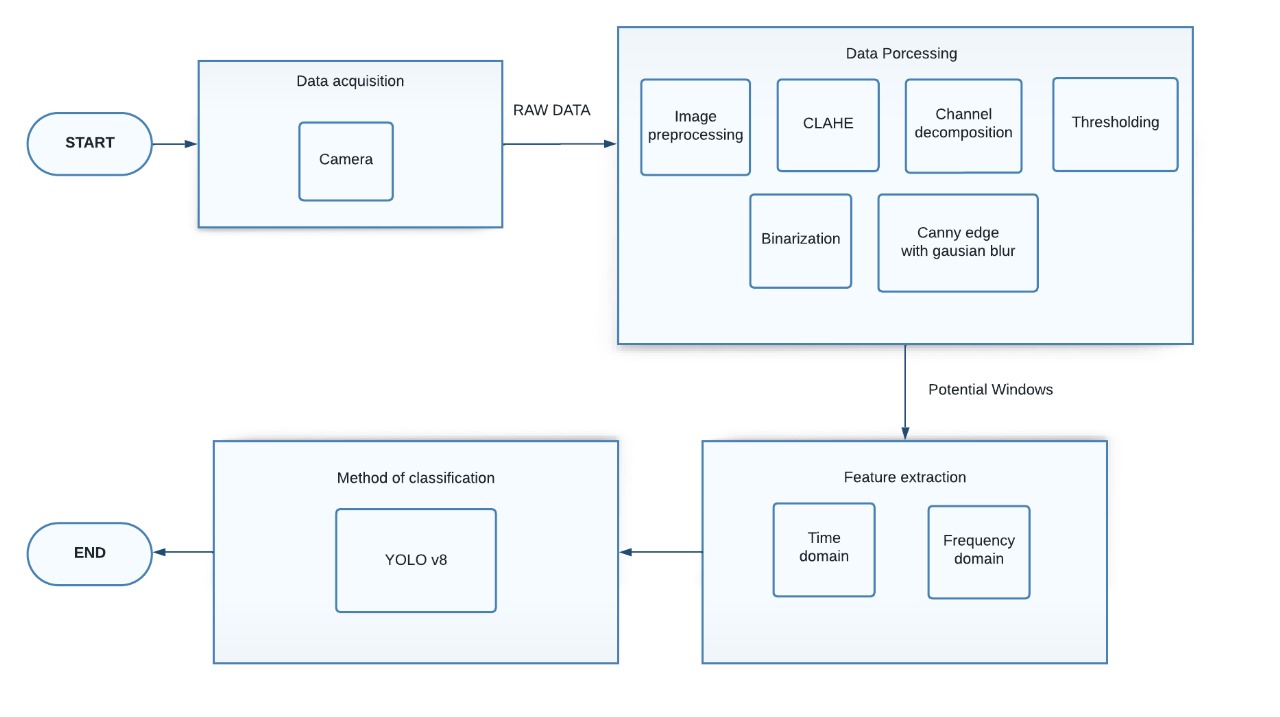 START
Data acquisition
Camera
RAW DATA
Data Porcessing
Image
preprocessing
CLAHE
Channel
decomposition
Thresholding
Binarization
Canny edge
with gausian blur
Potential Windows
Feature extraction
Time
domain
Frequency
domain
Method of classification
YOLO v8
END